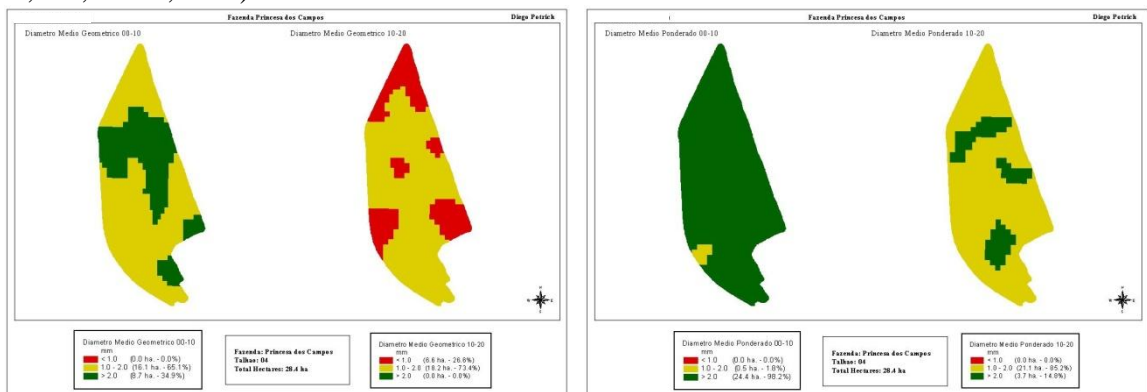 Fazenda Princesa dos Campos
Diego Petrich
Diametro Medio Geometrico 00-10
Diametro Medio Geometrico 10-20
Diametro Medio Geometrico 00-10
mm
< 1.0 (0.0 ha. - 0.0%)
1.0 - 2.0 (16.1 ha. - 65.1%)
> 2.0 (8.7 ha. - 34.9%)
Fazenda: Princesa dos Campos
Talhao: 04
Total Hectares: 28.4 ha
Diametro Medio Geometrico 10-20
mm
< 1.0 (6.6 ha. - 26.6%)
1.0 - 2.0 (18.2 ha. - 73.4%)
> 2.0 (0.0 ha. - 0.0%)
Fazenda Princesa dos Campos
Diego Petrich
Diametro Medio Ponderado 00-10
Diametro Medio Ponderado 10-20
Diametro Medio Ponderado 00-10
mm
< 1.0 (0.0 ha. - 0.0%)
1.0 - 2.0 (0.5 ha. - 1.8%)
> 2.0 (24.4 ha. - 98.2%)
Fazenda: Princesa dos Campos
Talhao: 04
Total Hectares: 28.4 ha
Diametro Medio Ponderado 10-20
mm
< 1.0 (0.0 ha. - 0.0%)
1.0 - 2.0 (21.1 ha. - 85.2%)
> 2.0 (3.7 ha. - 14.8%)